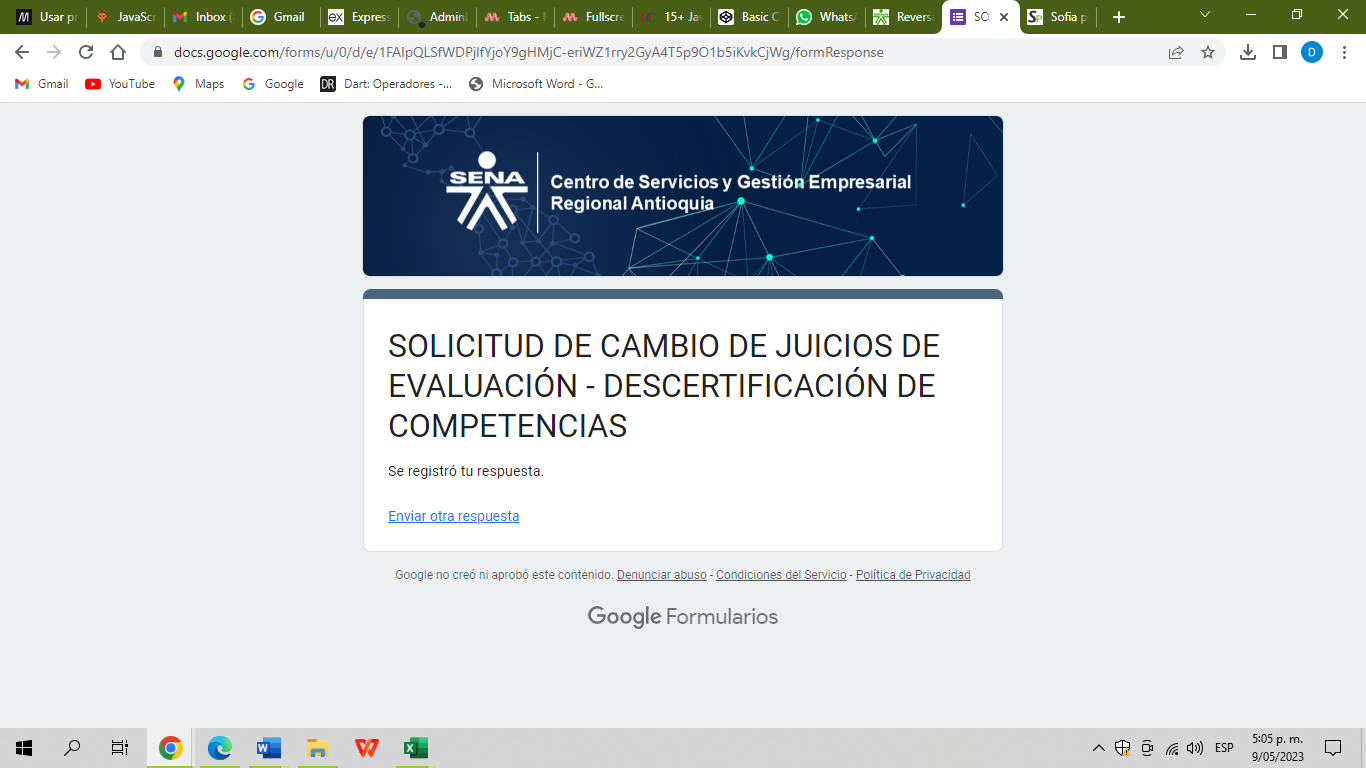 Usar pr
JavaScr
Inbox (
Gmail
Express
Admin
Tabs - M
Fullscre
15+ Jav
Basic C
WhatsA
Reversa
SO
Sofia p
docs.google.com/forms/u/0/d/e/1FAIpQLSfWDPjIfYjoY9gHMjC-eriWZ1rry2GyA4T5p9O1b5iKvkCjWg/formResponse
D
Gmail
YouTube
Maps
Google
DR
Dart: Operadores -...
Microsoft Word - G...
SENA
Centro de Servicios y Gestión Empresarial
Regional Antioquia
SOLICITUD DE CAMBIO DE JUICIOS DE
EVALUACIÓN - DESCERTIFICACIÓN DE
COMPETENCIAS
Se registró tu respuesta.
Enviar otra respuesta
Google no creó ni aprobó este contenido. Denunciar abuso - Condiciones del Servicio - Política de Privacidad
Google Formularios
ESP
5:05 p. m.
9/05/2023